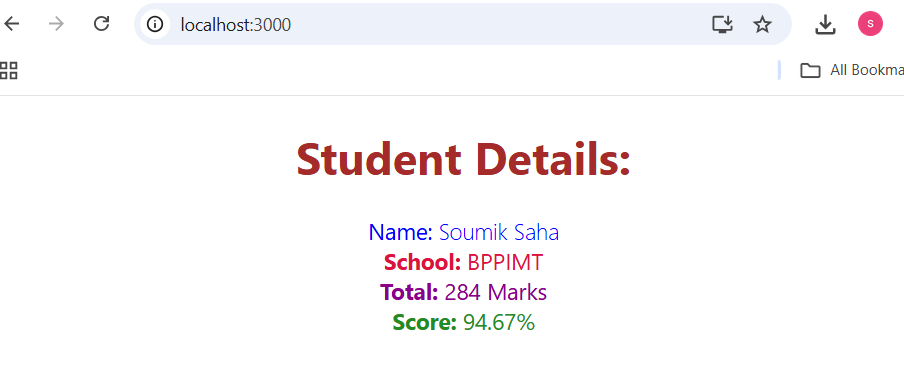 localhost:3000
S
All Bookma
Student Details:
Name: Soumik Saha
School: BPPIMT
Total: 284 Marks
Score: 94.67%